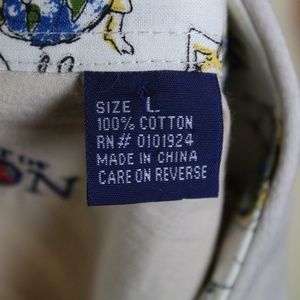 SIZE L
100% COTTON
RN# 0101924
MADE IN CHINA
CARE ON REVERSE